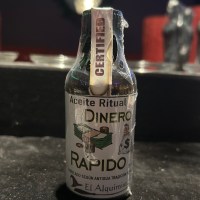 CERTIFIED
Aceite Ritual
DINERO
$
RAPIDO
El Alquimista